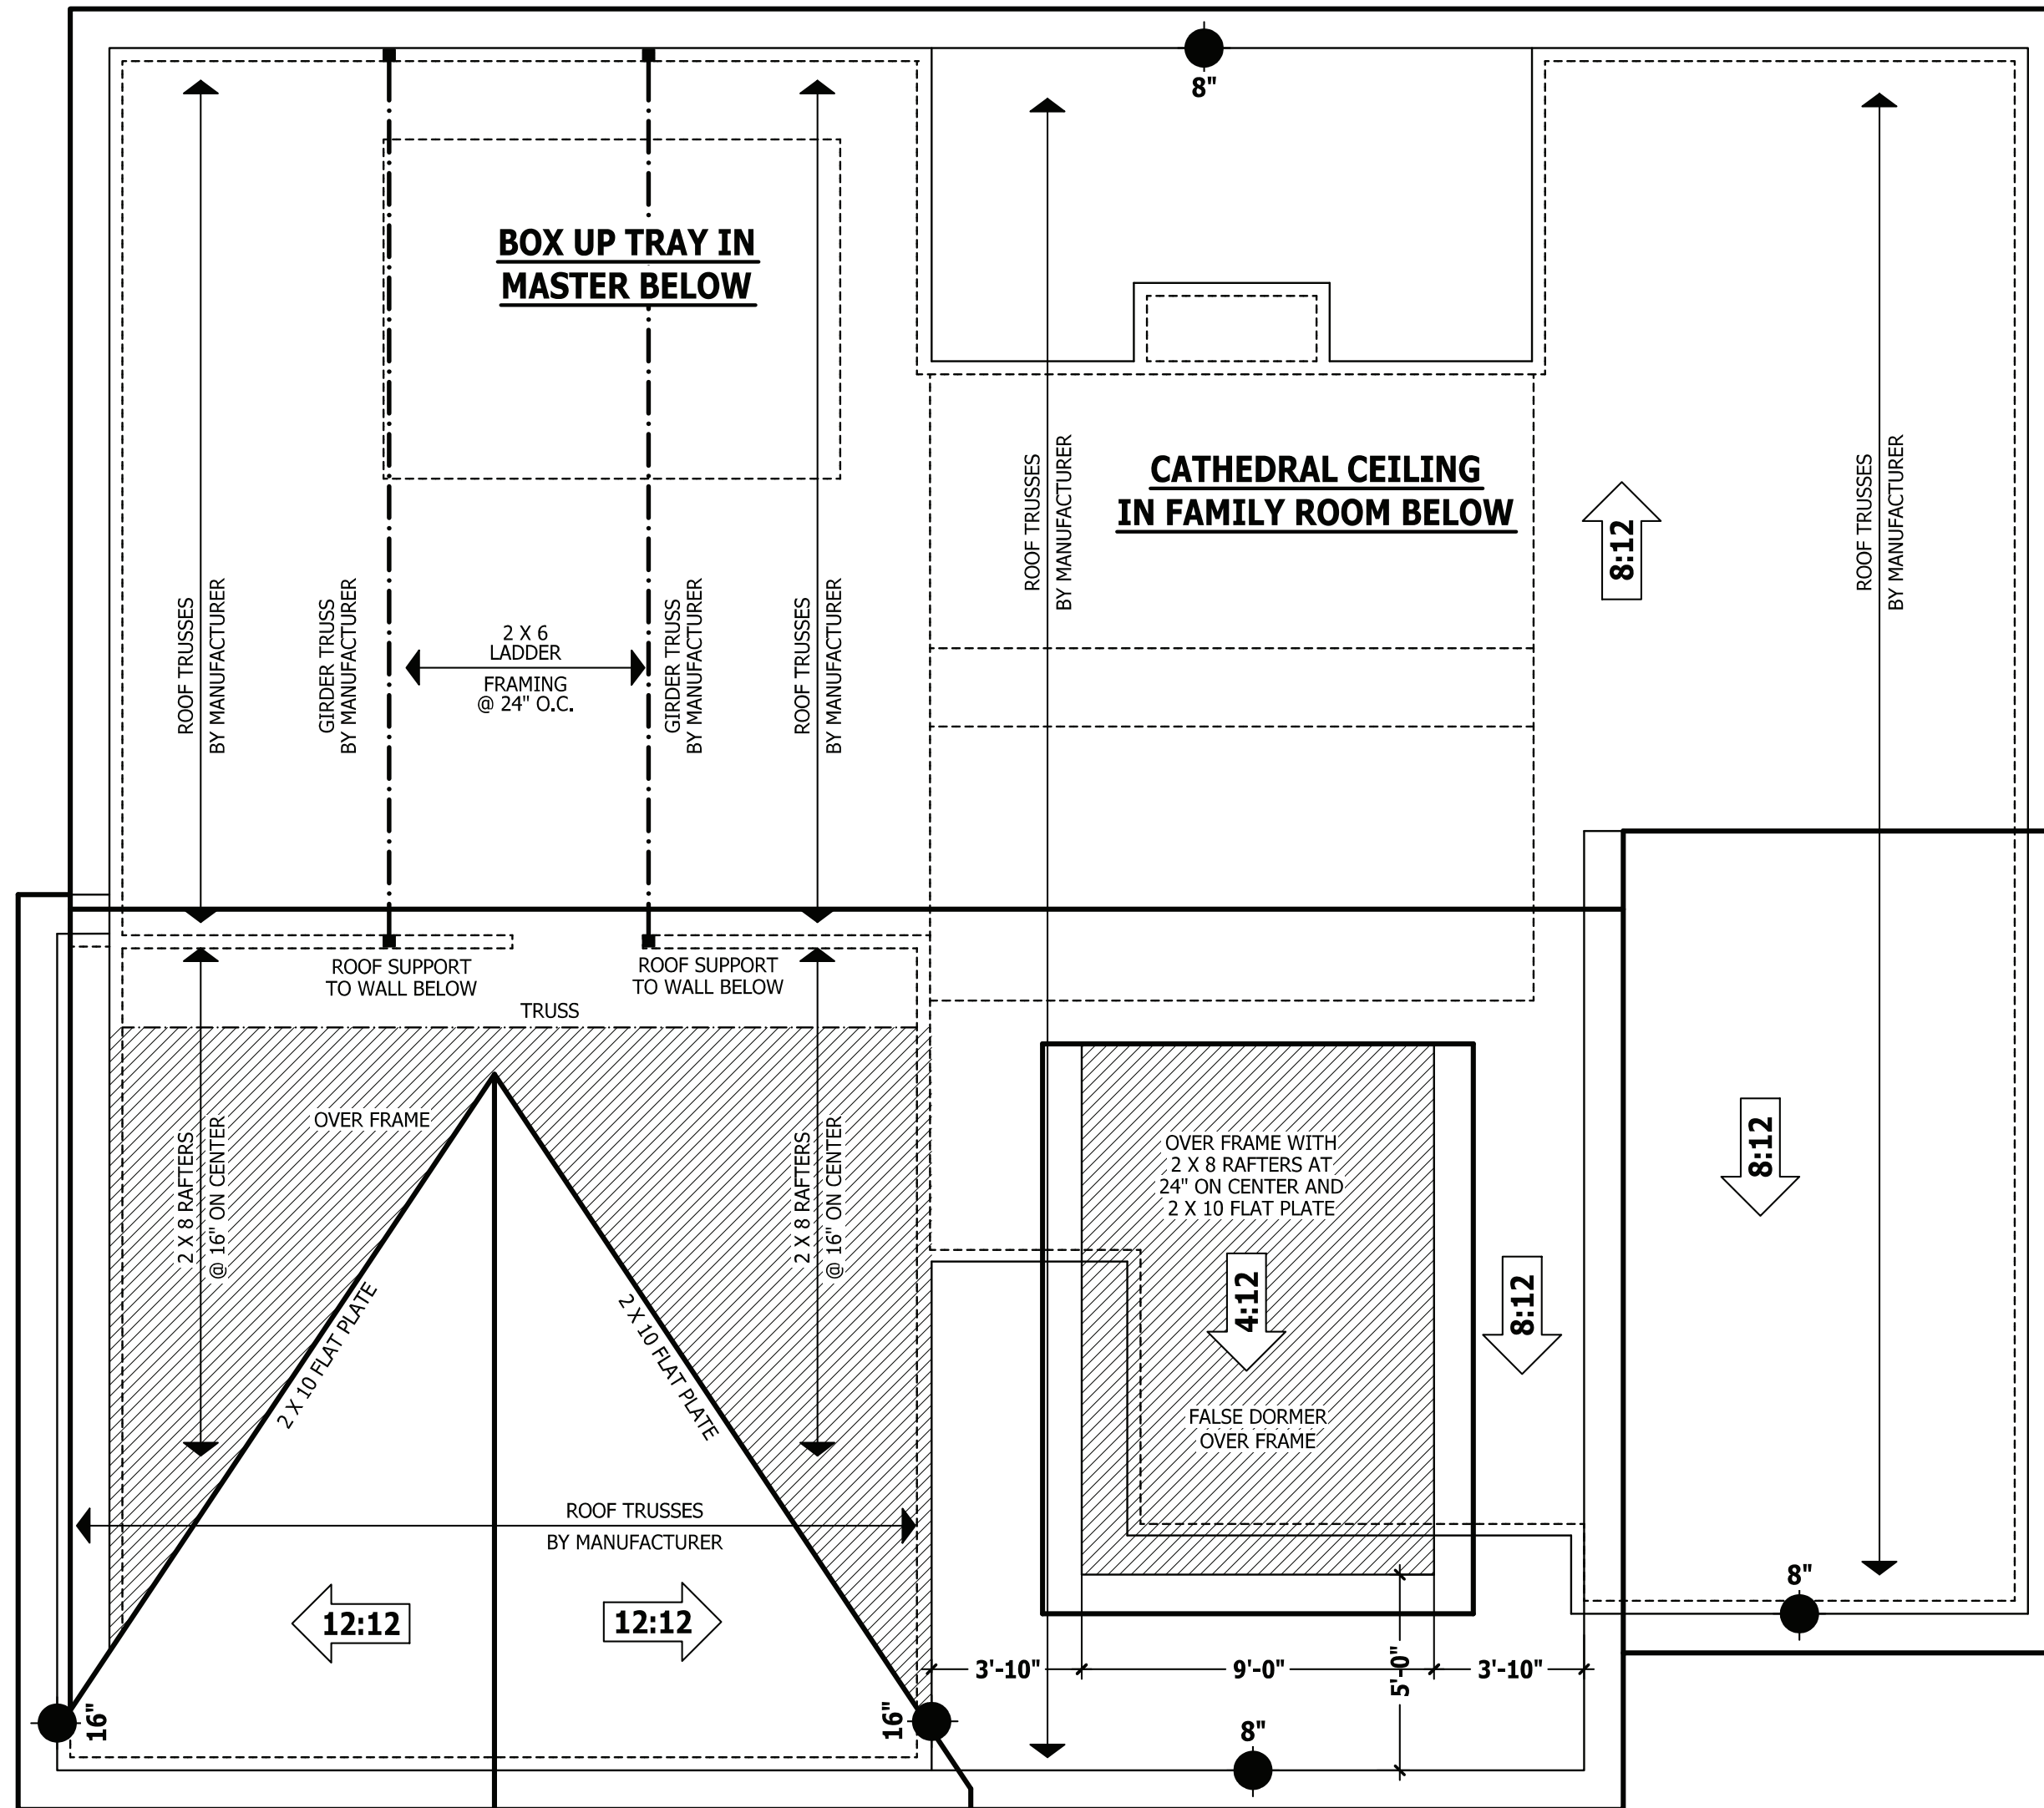 8"
BOX UP TRAY IN
MASTER BELOW
CATHEDRAL CEILING
IN FAMILY ROOM BELOW
8:12
ROOF TRUSSES
BY MANUFACTURER
GIRDER TRUSS
BY MANUFACTURER
2 X 6
LADDER
FRAMING
@ 24" O.C.
GIRDER TRUSS
BY MANUFACTURER
ROOF TRUSSES
BY MANUFACTURER
ROOF TRUSSES
BY MANUFACTURER
ROOF TRUSSES
BY MANUFACTURER
ROOF SUPPORT
TO WALL BELOW
ROOF SUPPORT
TO WALL BELOW
TRUSS
OVER FRAME
2 X 8 RAFTERS
@ 16" ON CENTER
2 X 8 RAFTERS
@ 16" ON CENTER
OVER FRAME WITH
2 X 8 RAFTERS AT
24" ON CENTER AND
2 X 10 FLAT PLATE
8:12
4:12
8:12
2 X 10 FLAT PLATE
2 X 10 FLAT PLATE
FALSE DORMER
OVER FRAME
ROOF TRUSSES
BY MANUFACTURER
12:12
12:12
8"
3'-10"
9'-0"
5'-0"
3'-10"
16"
16"
8"